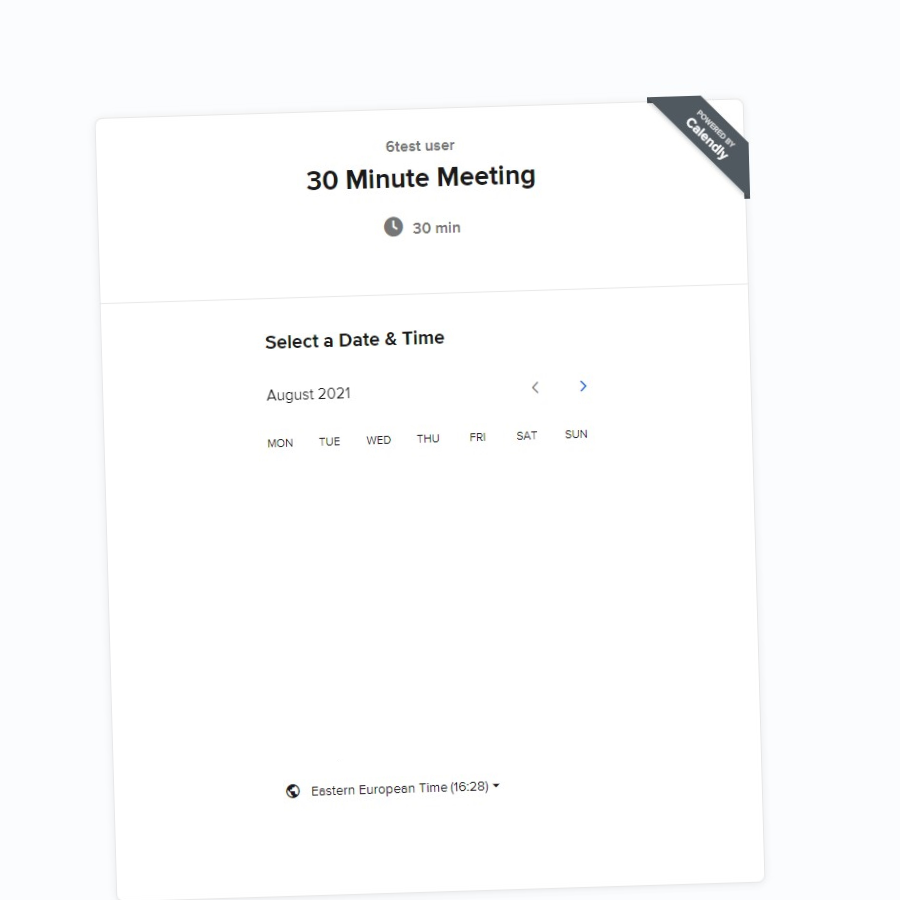 POWERED BY
Calendly
6test user
30 Minute Meeting
30 min
Select a Date & Time
August 2021
MON TUE WED THU FRI SAT SUN
Eastern European Time (16:28)